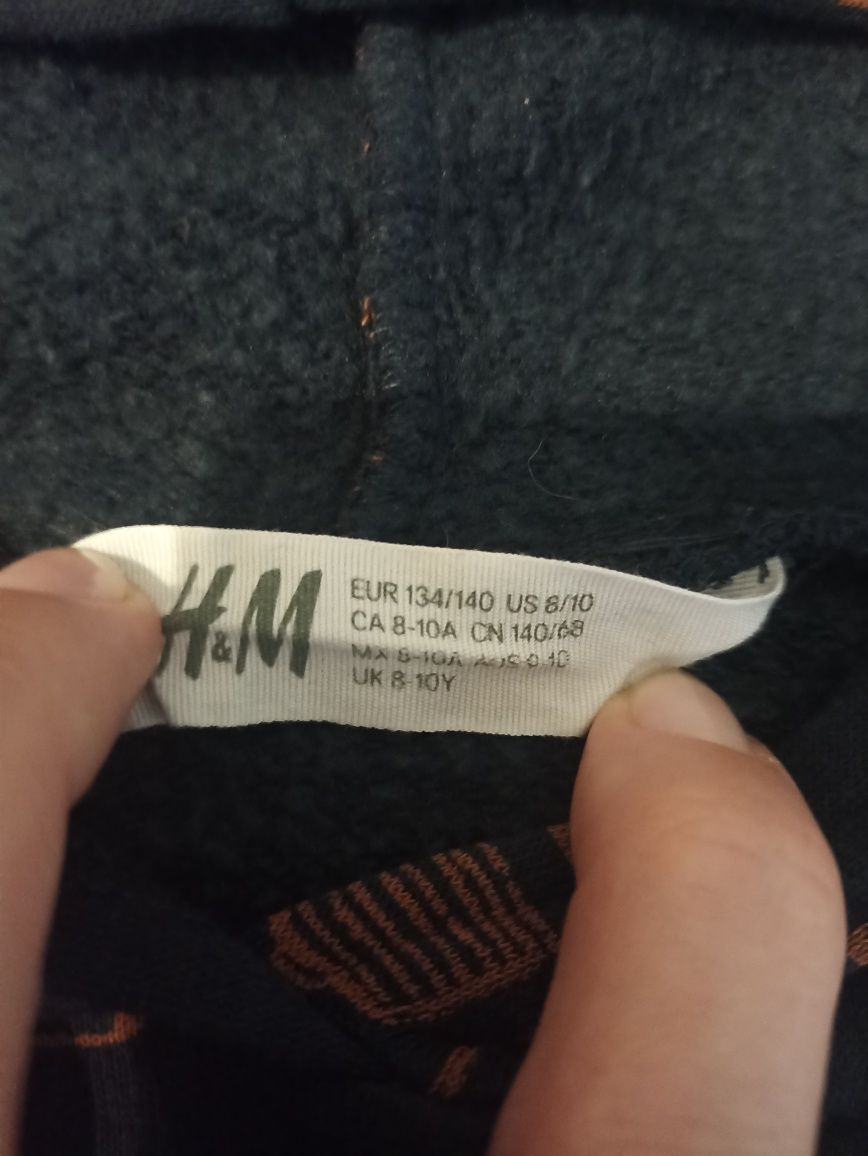 H&M
EUR 134/140 US 8/10
CA 8-10A CN 140/68
MX 8-10A
UK 8-10Y